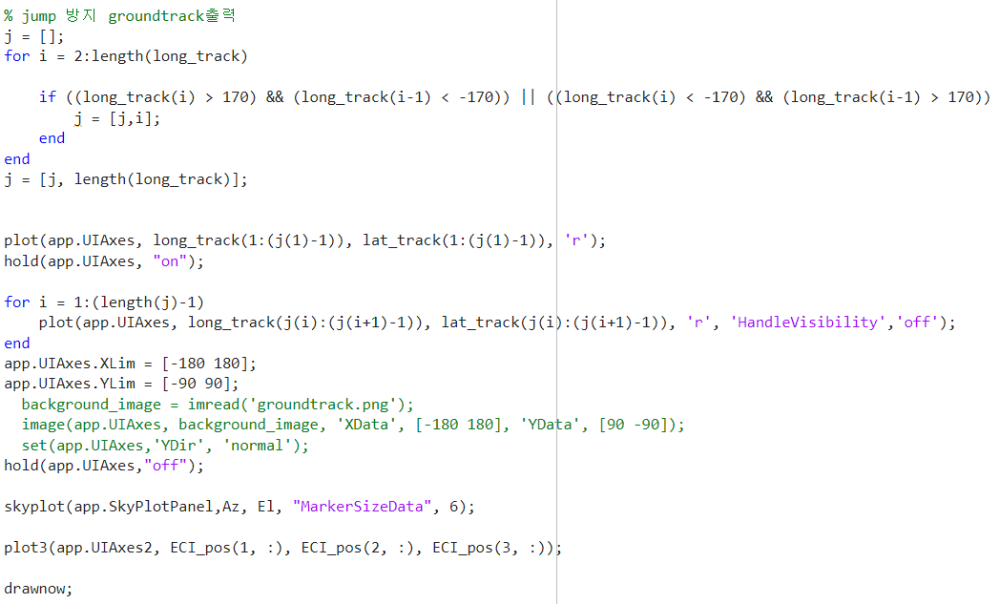 % jump 방지 groundtrack출력
j = [];
for i = 2:length(long_track)
if ((long_track(i) > 170) && (long_track(i-1) < -170)) || ((long_track(i) < -170) && (long_track(i-1) > 170))
j = [j,i];
end
end
j = [j, length(long_track)];
plot(app.UIAxes, long_track(1:(j(1)-1)), lat_track(1:(j(1)-1)), 'r');
hold(app.UIAxes, "on");
for i = 1:(length(j)-1)
plot(app.UIAxes, long_track(j(i):(j(i+1)-1)), lat_track(j(i):(j(i+1)-1)), 'r', 'HandleVisibility','off');
end
app.UIAxes.XLim = [-180 180];
app.UIAxes.YLim = [-90 90];
background_image = imread('groundtrack.png');
image(app.UIAxes, background_image, 'XData', [-180 180], 'YData', [90 -90]);
set(app.UIAxes,'YDir', 'normal');
hold(app.UIAxes,"off");
skyplot(app.SkyPlotPanel,Az, El, "MarkerSizeData", 6);
plot3(app.UIAxes2, ECI_pos(1, :), ECI_pos(2, :), ECI_pos(3, :));
drawnow;